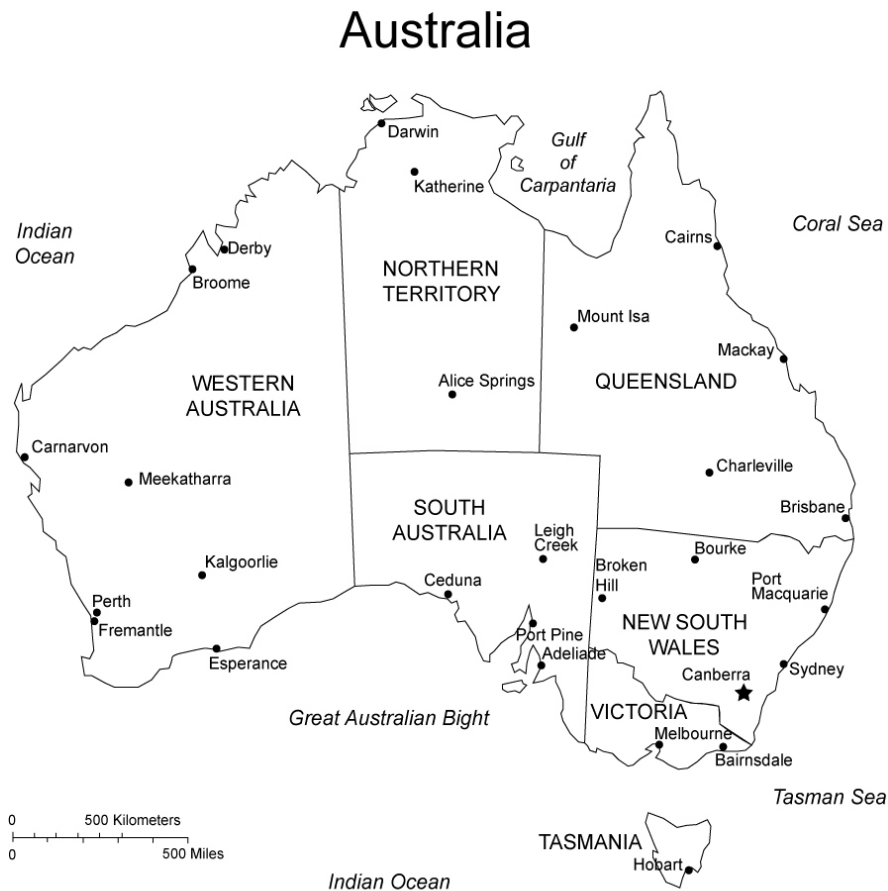 Australia
Darwin
Gulf
of
Carpantaria
Katherine
Indian
Ocean
Coral Sea
Cairns
Derby
Broome
NORTHERN
TERRITORY
Mount Isa
Mackay
WESTERN
AUSTRALIA
Alice Springs
QUEENSLAND
Carnarvon
Meekatharra
Charleville
SOUTH
AUSTRALIA
Brisbane
Leigh
Creek
Bourke
Kalgoorlie
Broken
Hill
Ceduna
Port
Macquarie
Perth
Fremantle
Port Pine
NEW SOUTH
WALES
Adeliade
Esperance
Sydney
Canberra
Great Australian Bight
VICTORIA
Melbourne
Bairnsdale
Tasman Sea
0 500 Kilometers
0 500 Miles
TASMANIA
Hobart
Indian Ocean